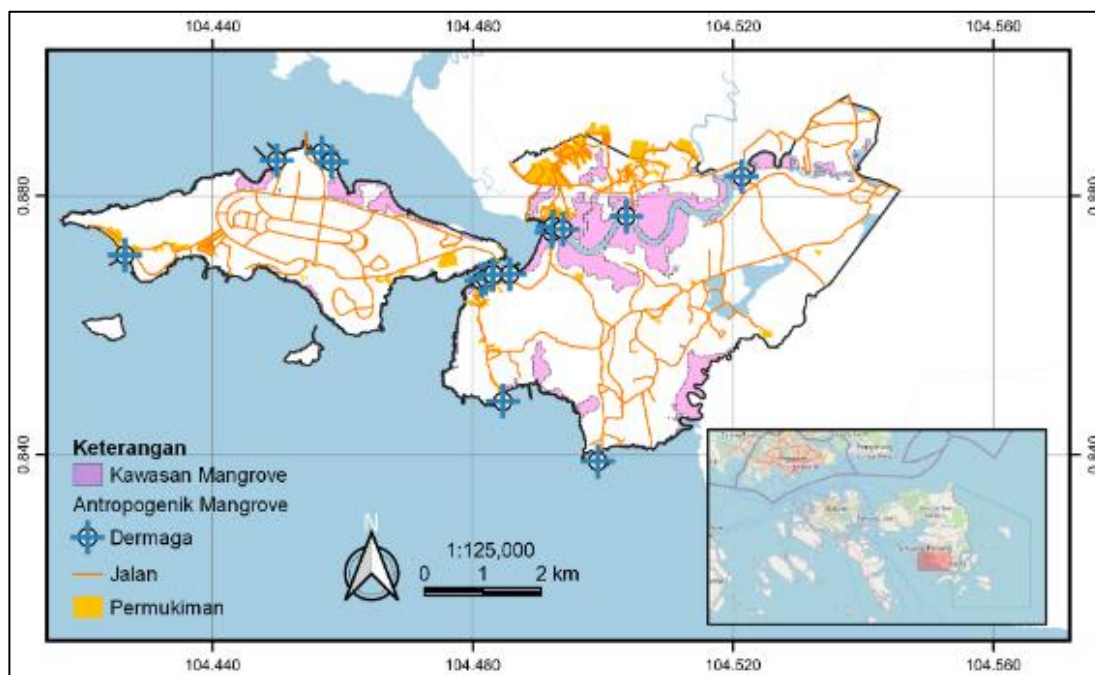 104.440 104.480 104.520 104.560
0.880 0.880
0.840 0.840
Keterangan
Kawasan Mangrove
Antropogenik Mangrove
Dermaga
Jalan
Permukiman
N
1:125,000
0 1 2 km
104.440 104.480 104.520 104.560